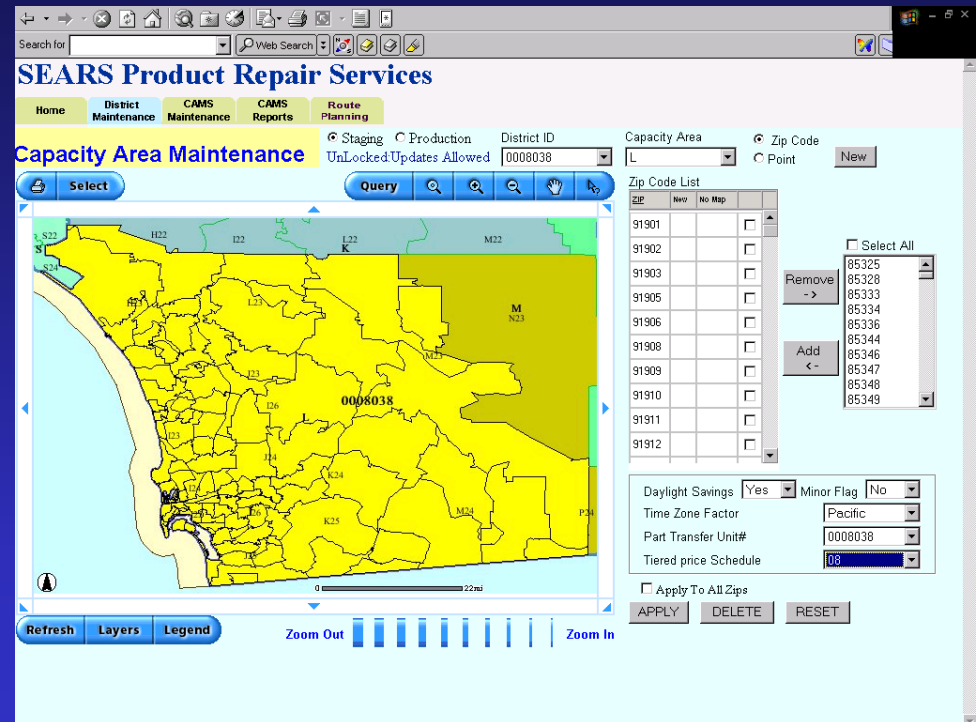 Search for
Web Search
SEARS Product Repair Services
Home
District Maintenance
CAMS Maintenance
CAMS Reports
Route Planning
Capacity Area Maintenance
Staging Production
UnLocked:Updates Allowed
District ID
0008038
Capacity Area
L
Zip Code
Point
New
Select
Query
Zip Code List
ZIP New No Map
91901
91902
91903
91905
91906
91908
91909
91910
91911
91912
Remove
->
Add
<-
Select All
85325
85328
85333
85334
85336
85344
85346
85347
85348
85349
S22
S
S24
H22
I22
L22
K
M22
L23
M
N23
M23
J23
0008038
I26
L
I23
J24
K24
K25
M24
P24
0 22mi
Daylight Savings Yes Minor Flag No
Time Zone Factor Pacific
Part Transfer Unit# 0008038
Tiered price Schedule 08
Apply To All Zips
APPLY DELETE RESET
Refresh Layers Legend
Zoom Out Zoom In